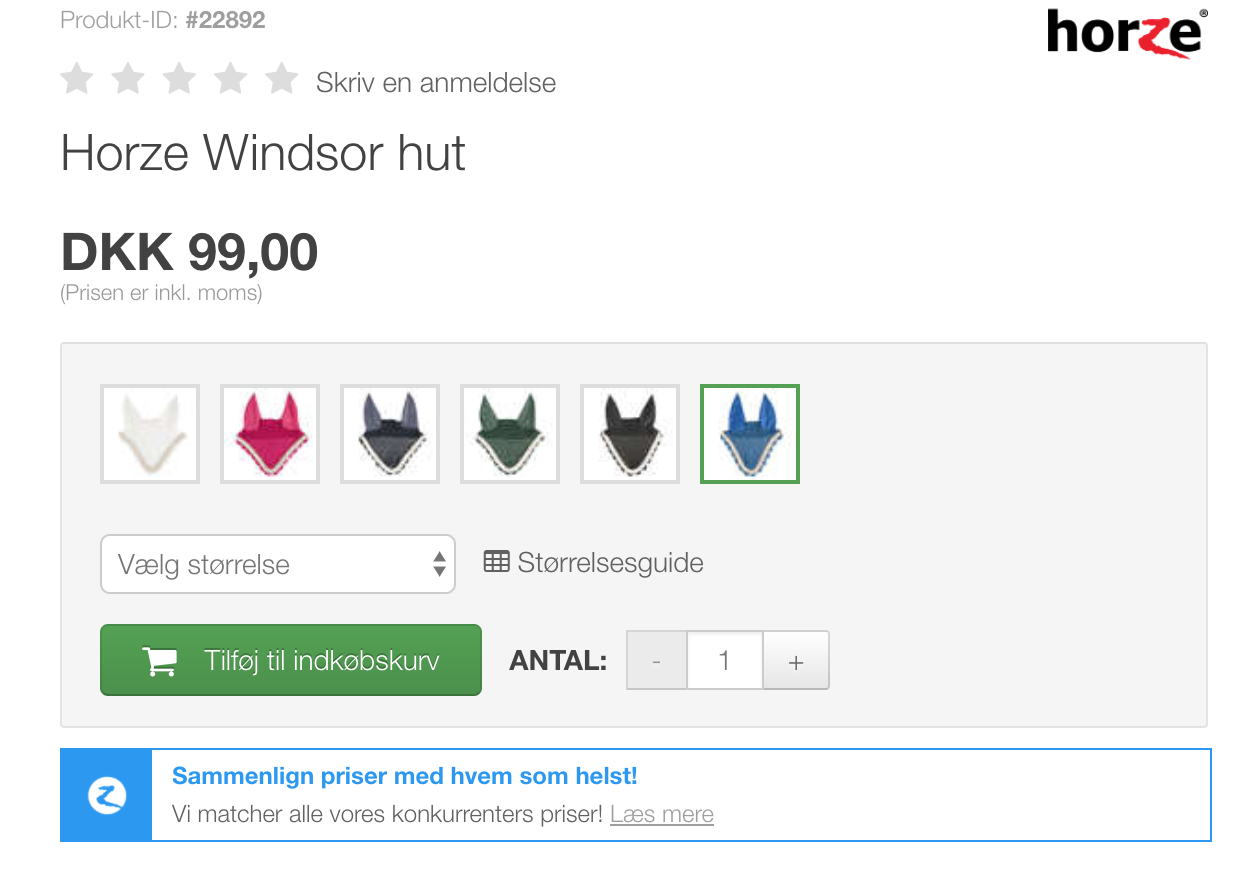 Produkt-ID: #22892
horze®
Skriv en anmeldelse
Horze Windsor hut
DKK 99,00
(Prisen er inkl. moms)
Vælg størrelse
Størrelsesguide
Tilføj til indkøbskurv
ANTAL:
- 1 +
Sammenlign priser med hvem som helst!
Vi matcher alle vores konkurrenters priser! Læs mere